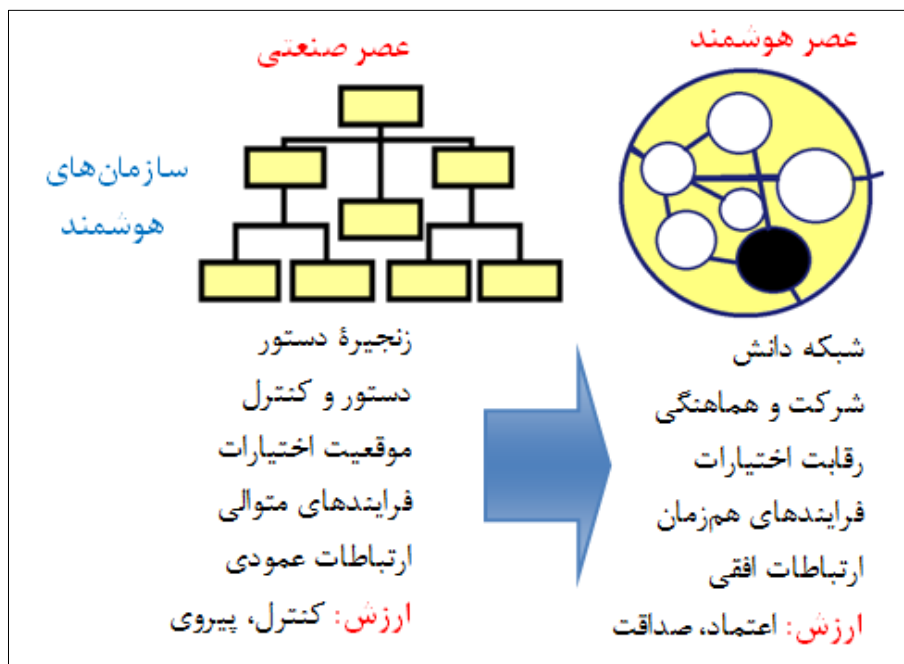 عصر صنعتی
عصر هوشمند
سازمان‌های
هوشمند
زنجیرهٔ دستور
دستور و کنترل
موقعیت اختیارات
فرایندهای متوالی
ارتباطات عمودی
ارزش: کنترل، پیروی
شبکه دانش
شرکت و هماهنگی
رقابت اختیارات
فرایندهای هم‌زمان
ارتباطات افقی
ارزش: اعتماد، صداقت